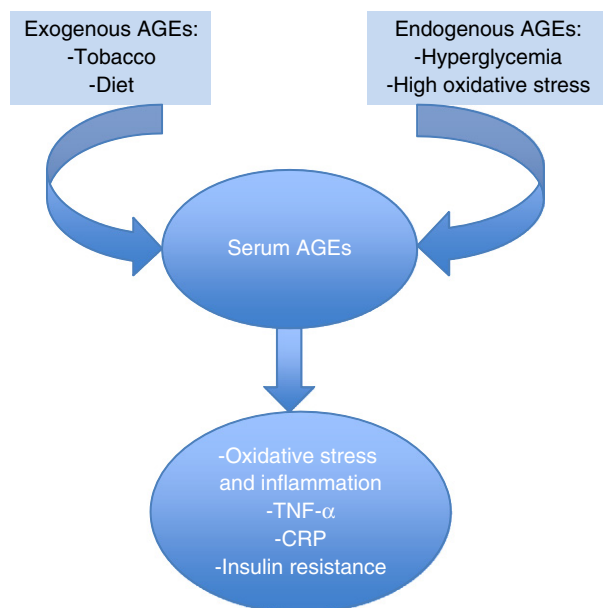 Exogenous AGEs:
-Tobacco
-Diet
Endogenous AGEs:
-Hyperglycemia
-High oxidative stress
Serum AGEs
-Oxidative stress
and inflammation
-TNF-α
-CRP
-Insulin resistance